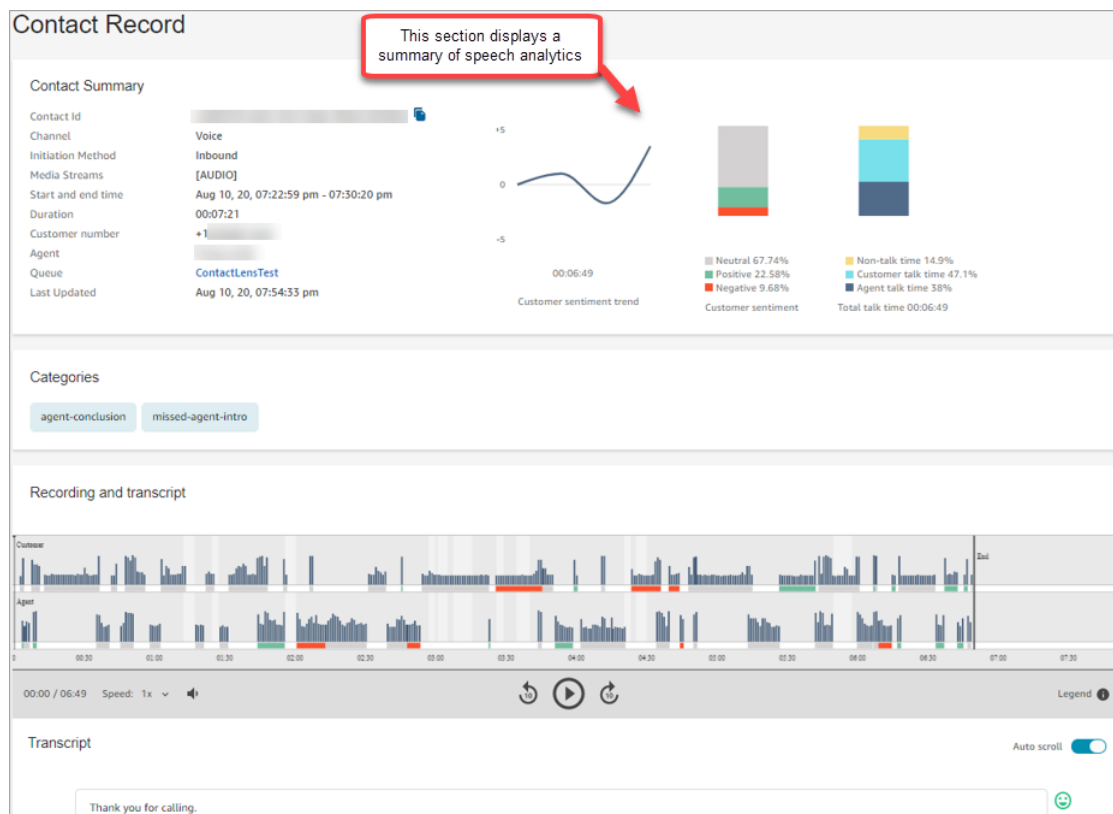 Contact Record
This section displays a
summary of speech analytics
Contact Summary
Contact Id
Channel Voice
Initiation Method Inbound
Media Streams [AUDIO]
Start and end time Aug 10, 20, 07:22:59 pm - 07:30:20 pm
Duration 00:07:21
Customer number +1
Agent
Queue ContactLensTest
Last Updated Aug 10, 20, 07:54:33 pm
+5
0
-5
00:06:49
Customer sentiment trend
Neutral 67.74%
Positive 22.58%
Negative 9.68%
Customer sentiment
Non-talk time 14.9%
Customer talk time 47.1%
Agent talk time 38%
Total talk time 00:06:49
Categories
agent-conclusion missed-agent-intro
Recording and transcript
Customer
End
Agent
0 00:30 01:00 01:30 02:00 02:30 03:00 03:30 04:00 04:30 05:00 05:30 06:00 06:30 07:00 07:30
00:00 / 06:49 Speed: 1x 10 10 Legend
Transcript
Auto scroll
Thank you for calling.